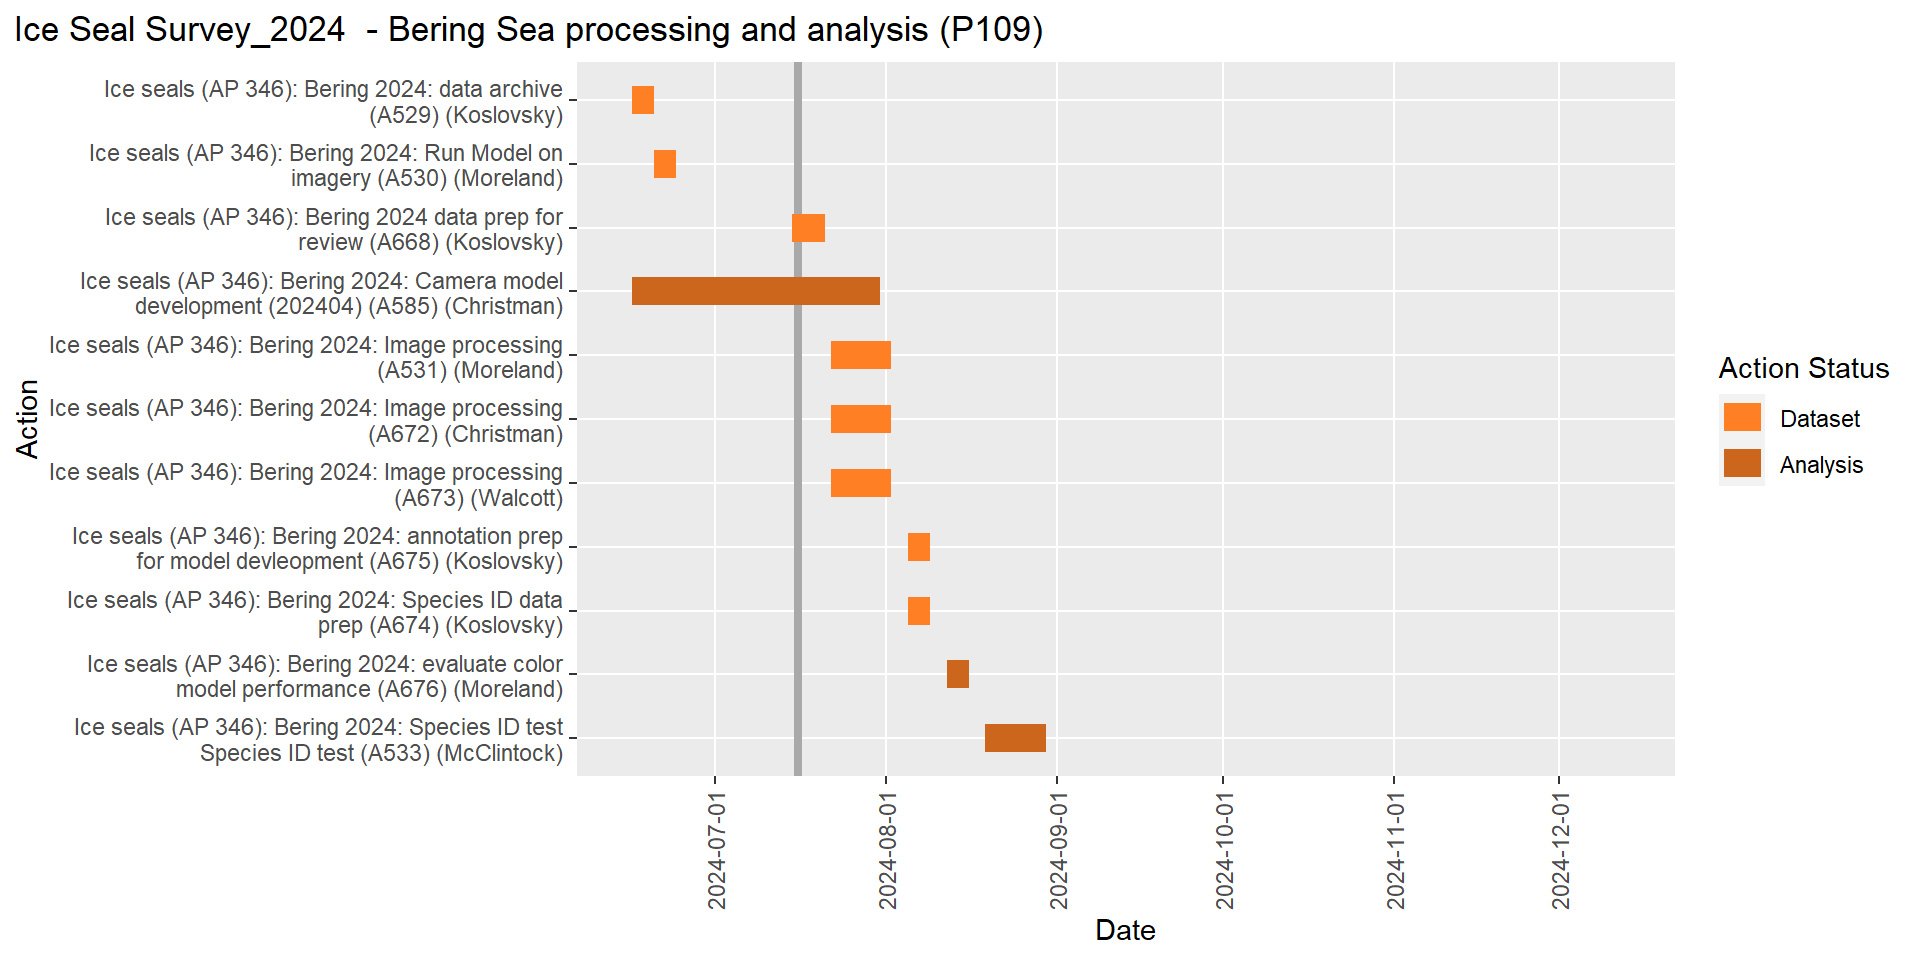 Ice Seal Survey_2024  - Bering Sea processing and analysis (P109)
Ice seals (AP 346): Bering 2024: data archive
(A529) (Koslovsky)
Ice seals (AP 346): Bering 2024: Run Model on
imagery (A530) (Moreland)
Ice seals (AP 346): Bering 2024 data prep for
review (A668) (Koslovsky)
Ice seals (AP 346): Bering 2024: Camera model
development (202404) (A585) (Christman)
Ice seals (AP 346): Bering 2024: Image processing
(A531) (Moreland)
Ice seals (AP 346): Bering 2024: Image processing
(A672) (Christman)
Ice seals (AP 346): Bering 2024: Image processing
(A673) (Walcott)
Ice seals (AP 346): Bering 2024: annotation prep
for model devleopment (A675) (Koslovsky)
Ice seals (AP 346): Bering 2024: Species ID data
prep (A674) (Koslovsky)
Ice seals (AP 346): Bering 2024: evaluate color
model performance (A676) (Moreland)
Ice seals (AP 346): Bering 2024: Species ID test
Species ID test (A533) (McClintock)
Action
2024-07-01
2024-08-01
2024-09-01
2024-10-01
2024-11-01
2024-12-01
Date
Action Status
Dataset
Analysis